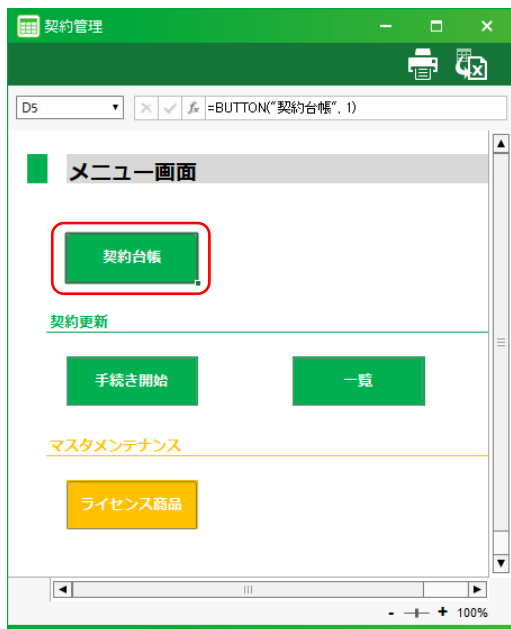 契約管理
D5
fx
=BUTTON("契約台帳", 1)
メニュー画面
契約台帳
契約更新
手続き開始
一覧
マスタメンテナンス
ライセンス商品
- + 100%